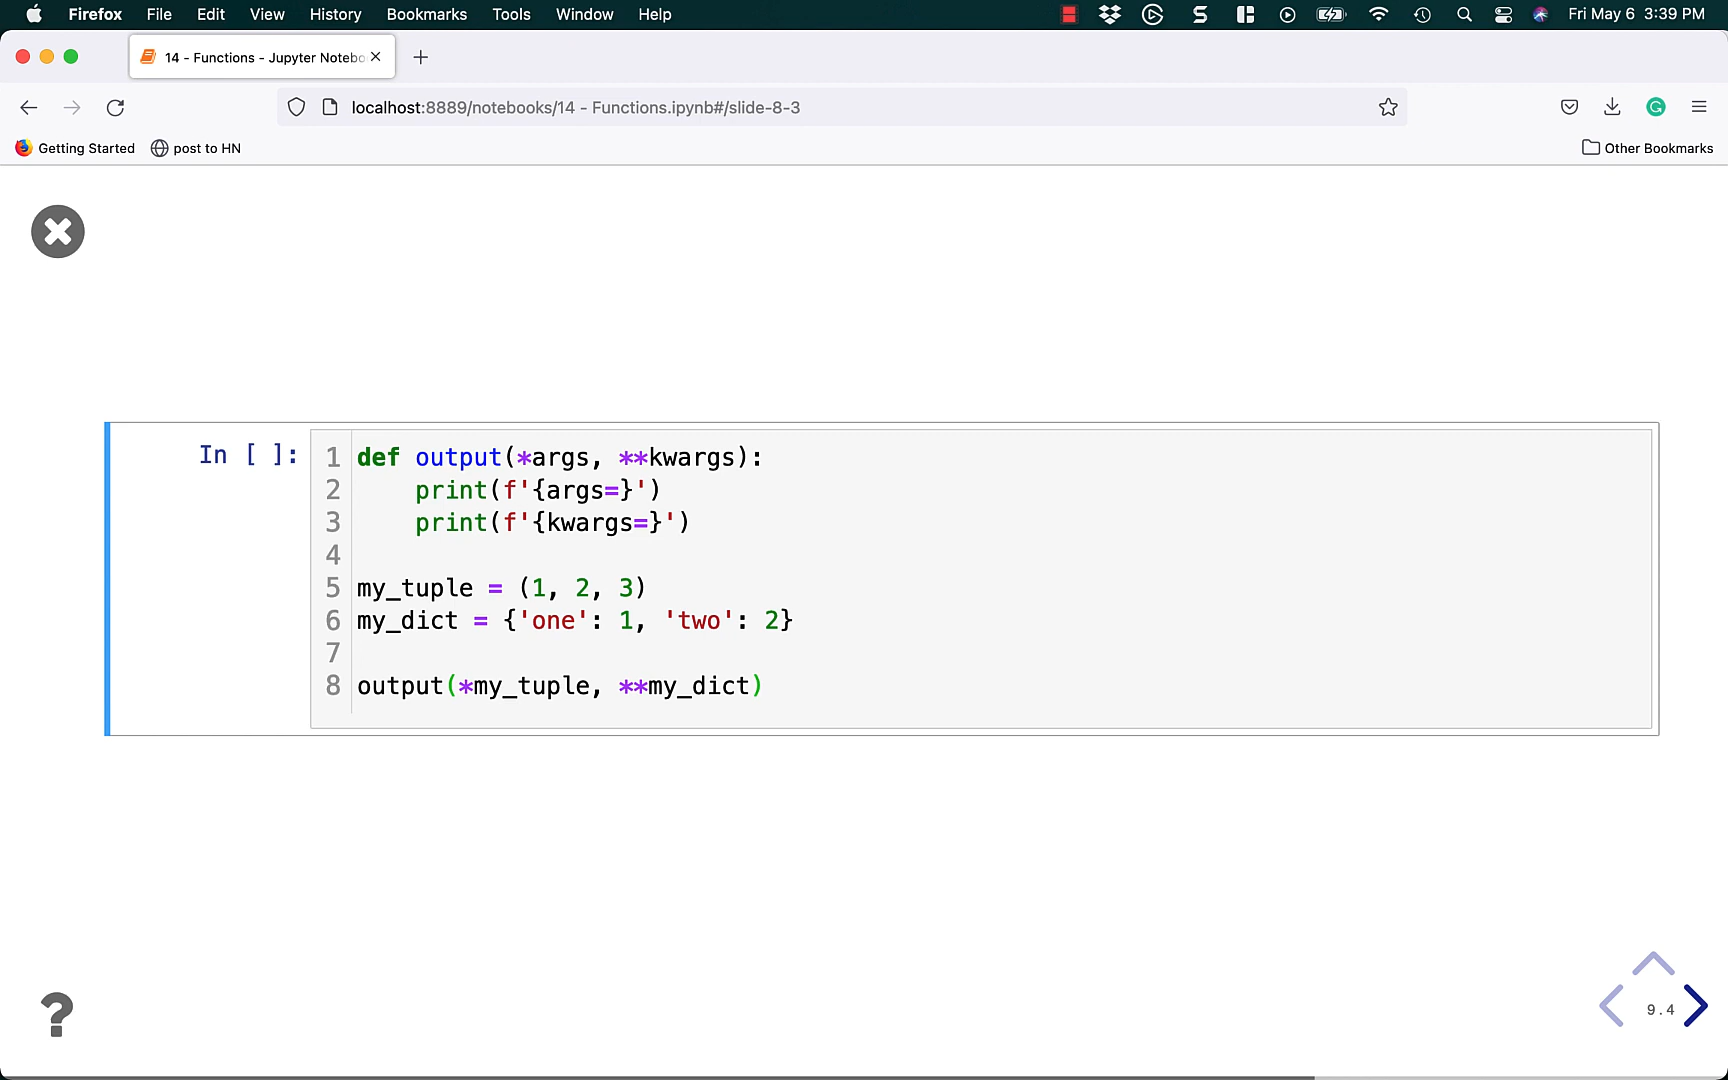 Firefox File Edit View History Bookmarks Tools Window Help Fri May 6 3:39 PM
14 - Functions - Jupyter Notebo
localhost:8889/notebooks/14 - Functions.ipynb#/slide-8-3
Getting Started post to HN Other Bookmarks
In [ ]:
1 def output(*args, **kwargs):
2     print(f'{args=}')
3     print(f'{kwargs=}')
4
5 my_tuple = (1, 2, 3)
6 my_dict = {'one': 1, 'two': 2}
7
8 output(*my_tuple, **my_dict)
?
9.4